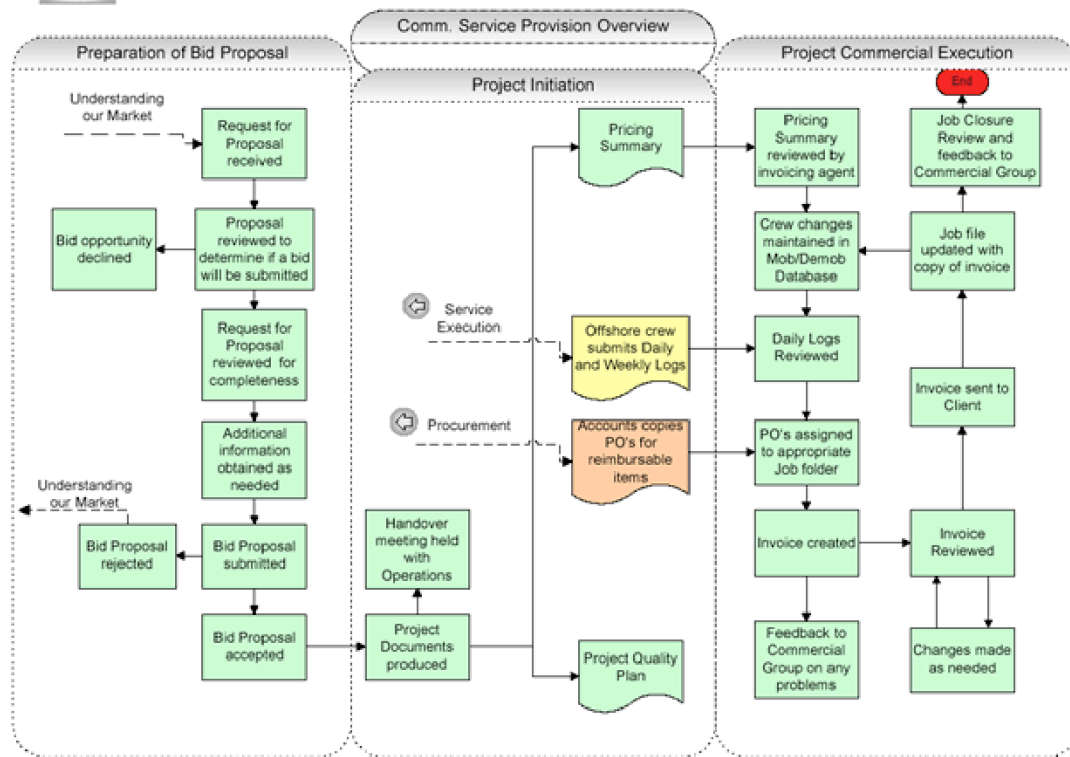 Comm. Service Provision Overview
Preparation of Bid Proposal
Understanding
our Market
Request for
Proposal
received
Bid opportunity
declined
Proposal
reviewed to
determine if a bid
will be submitted
Request for
Proposal
reviewed for
completeness
Additional
information
obtained as
needed
Understanding
our Market
Bid Proposal
rejected
Bid Proposal
submitted
Bid Proposal
accepted
Project Initiation
Pricing
Summary
Service
Execution
Offshore crew
submits Daily
and Weekly Logs
Procurement
Accounts copies
PO's for
reimbursable
items
Handover
meeting held
with
Operations
Project
Documents
produced
Project Quality
Plan
Project Commercial Execution
End
Pricing
Summary
reviewed by
invoicing agent
Job Closure
Review and
feedback to
Commercial Group
Crew changes
maintained in
Mob/Demob
Database
Job file
updated with
copy of invoice
Daily Logs
Reviewed
Invoice sent to
Client
PO's assigned
to appropriate
Job folder
Invoice created
Invoice
Reviewed
Feedback to
Commercial
Group on any
problems
Changes made
as needed